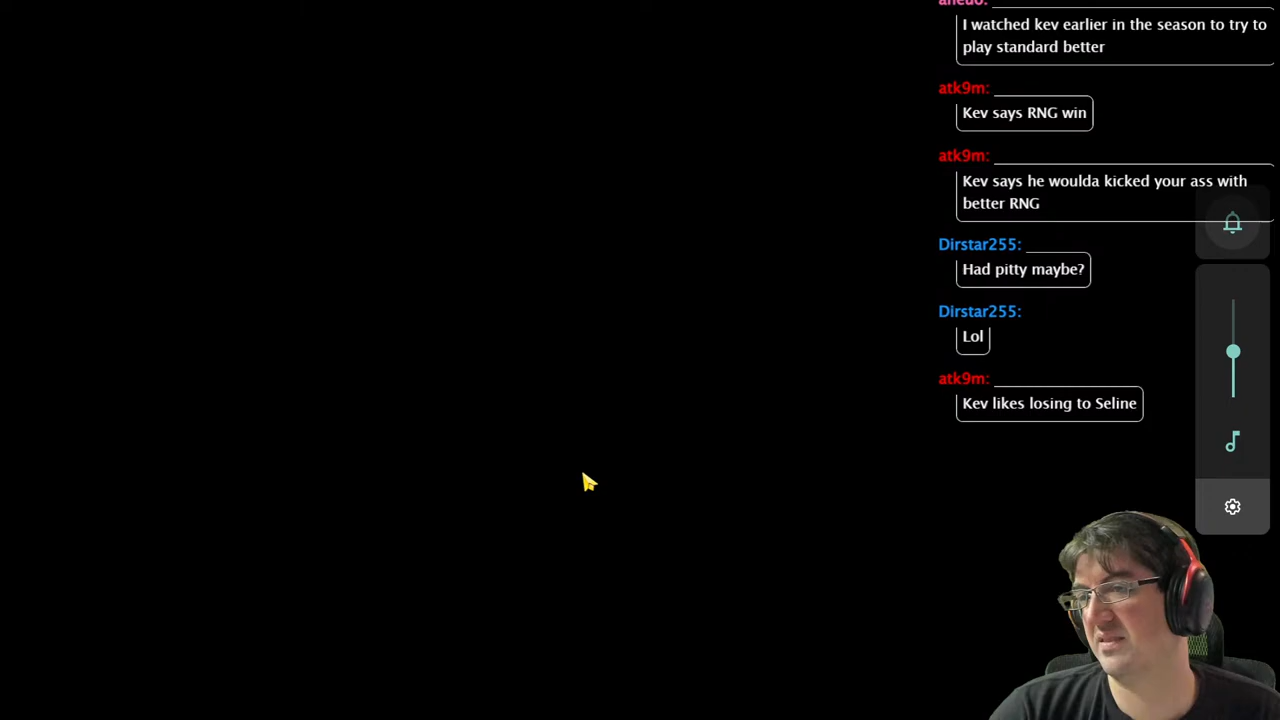 I watched kev earlier in the season to try to
play standard better
atk9m:
Kev says RNG win
atk9m:
Kev says he woulda kicked your ass with
better RNG
Dirstar255:
Had pitty maybe?
Dirstar255:
Lol
atk9m:
Kev likes losing to Seline